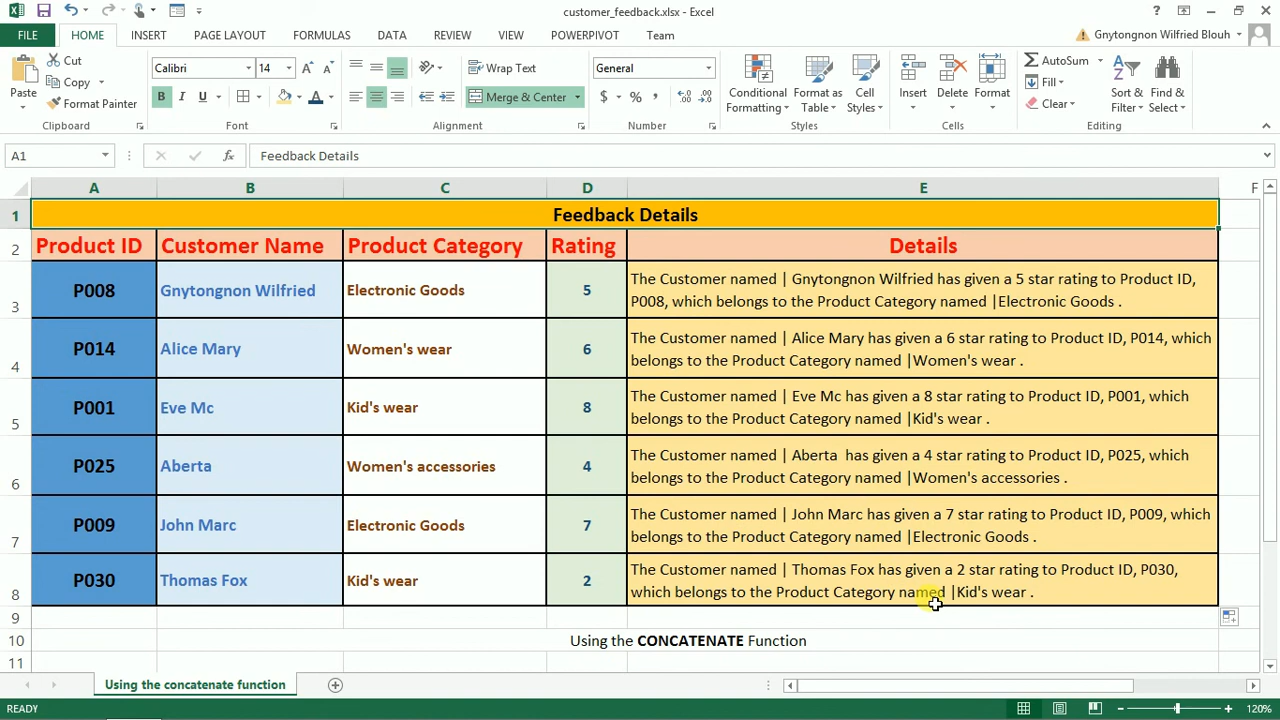 customer_feedback.xlsx - Excel
FILE HOME INSERT PAGE LAYOUT FORMULAS DATA REVIEW VIEW POWERPIVOT Team Gnytongnon Wilfried Blouh
Paste Cut Copy Format Painter
Clipboard
Calibri 14
B I U
Font
Wrap Text
Merge & Center
Alignment
General
$ % ,
Number
Conditional Formatting
Format as Table
Cell Styles
Styles
Insert Delete Format
Cells
AutoSum
Fill
Clear
Sort & Filter
Find & Select
Editing
A1 fx Feedback Details
A B C D E F
1 Feedback Details
2 Product ID Customer Name Product Category Rating Details
3 P008 Gnytongnon Wilfried Electronic Goods 5 The Customer named | Gnytongnon Wilfried has given a 5 star rating to Product ID,
P008, which belongs to the Product Category named |Electronic Goods .
4 P014 Alice Mary Women's wear 6 The Customer named | Alice Mary has given a 6 star rating to Product ID, P014, which
belongs to the Product Category named |Women's wear .
5 P001 Eve Mc Kid's wear 8 The Customer named | Eve Mc has given a 8 star rating to Product ID, P001, which
belongs to the Product Category named |Kid's wear .
6 P025 Aberta Women's accessories 4 The Customer named | Aberta  has given a 4 star rating to Product ID, P025, which
belongs to the Product Category named |Women's accessories .
7 P009 John Marc Electronic Goods 7 The Customer named | John Marc has given a 7 star rating to Product ID, P009, which
belongs to the Product Category named |Electronic Goods .
8 P030 Thomas Fox Kid's wear 2 The Customer named | Thomas Fox has given a 2 star rating to Product ID, P030,
which belongs to the Product Category named |Kid's wear .
9
10 Using the CONCATENATE Function
11
Using the concatenate function
READY 120%